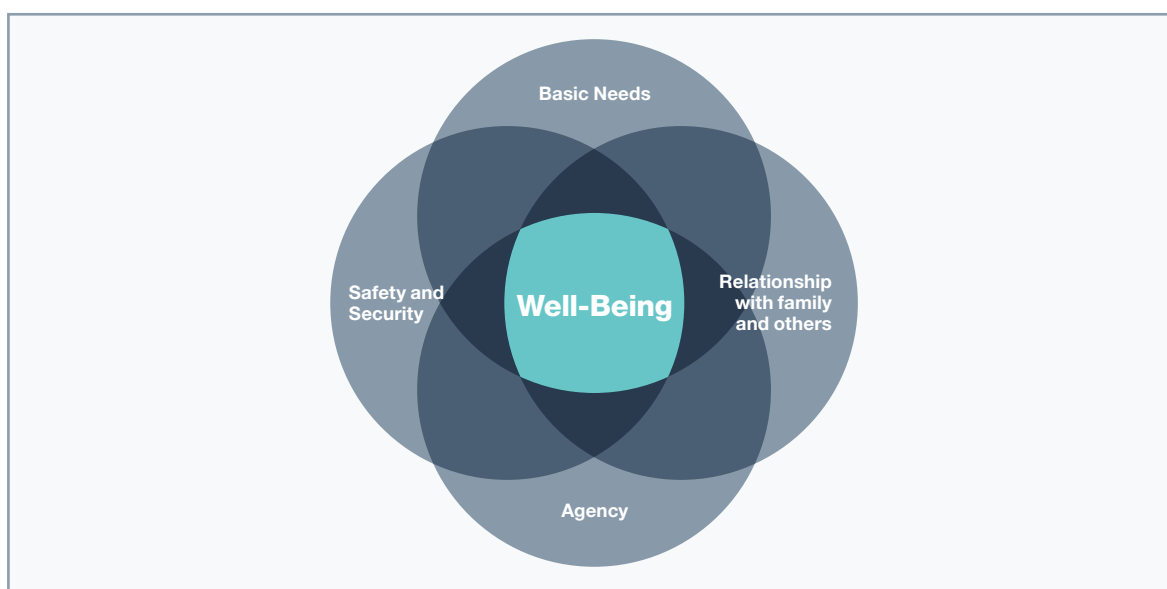 Basic Needs
Safety and
Security
Well-Being
Relationship
with family
and others
Agency